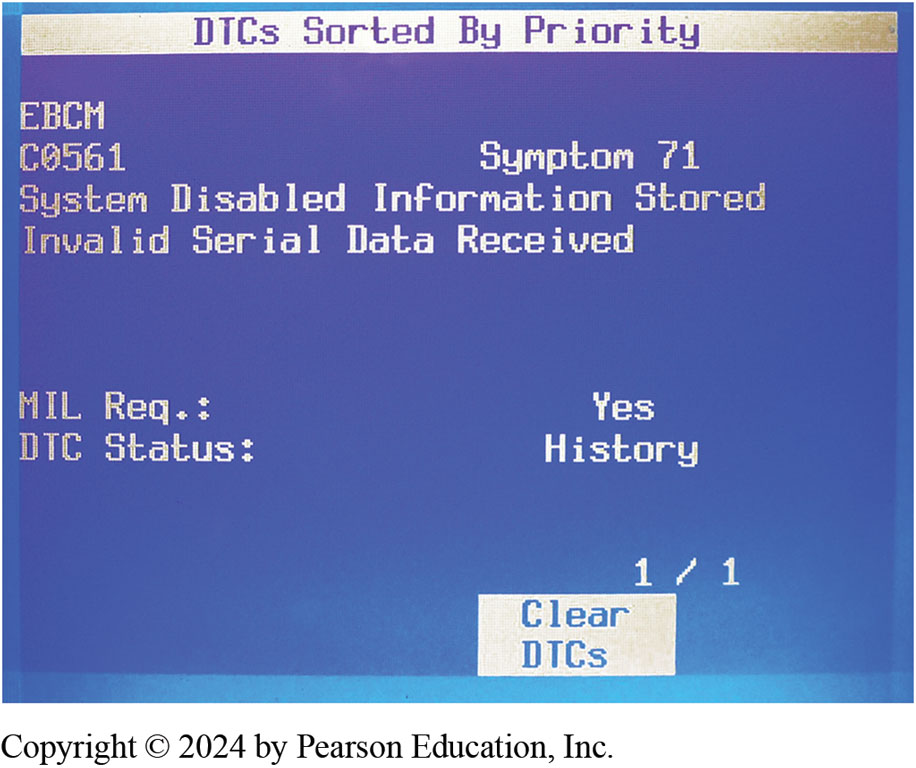 DTCs Sorted By Priority
EBCM
C0561 Symptom 71
System Disabled Information Stored
Invalid Serial Data Received
MIL Req.: Yes
DTC Status: History
1 / 1
Clear
DTCs
Copyright © 2024 by Pearson Education, Inc.